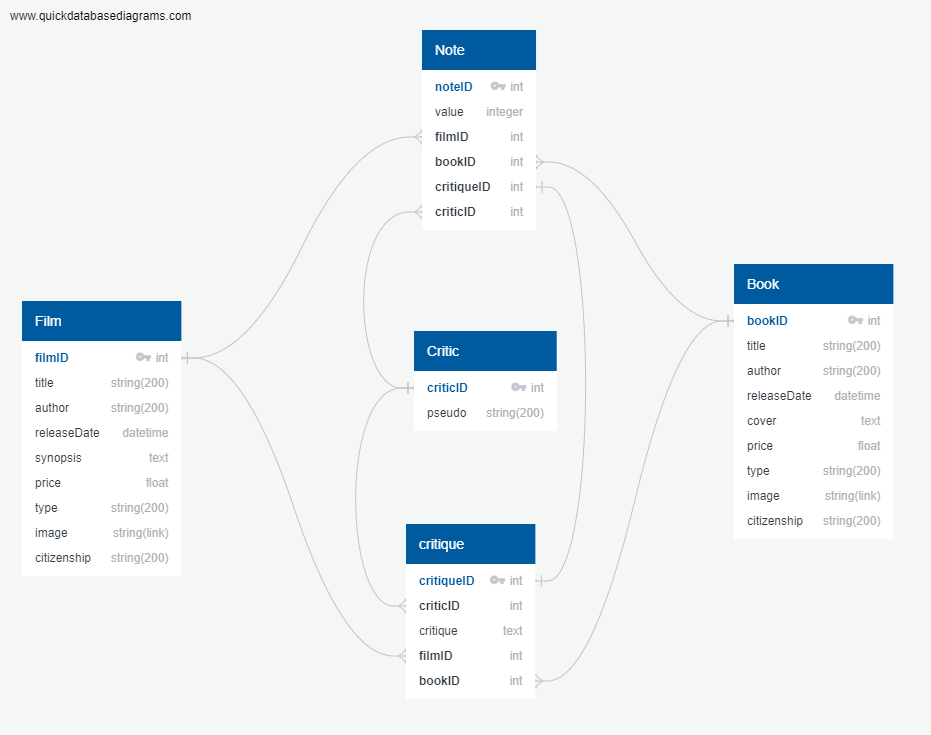 www.quickdatabasediagrams.com
Note
noteID int
value integer
filmID int
bookID int
critiqueID int
criticID int
Film
filmID int
title string(200)
author string(200)
releaseDate datetime
synopsis text
price float
type string(200)
image string(link)
citizenship string(200)
Critic
criticID int
pseudo string(200)
critique
critiqueID int
criticID int
critique text
filmID int
bookID int
Book
bookID int
title string(200)
author string(200)
releaseDate datetime
cover text
price float
type string(200)
image string(link)
citizenship string(200)